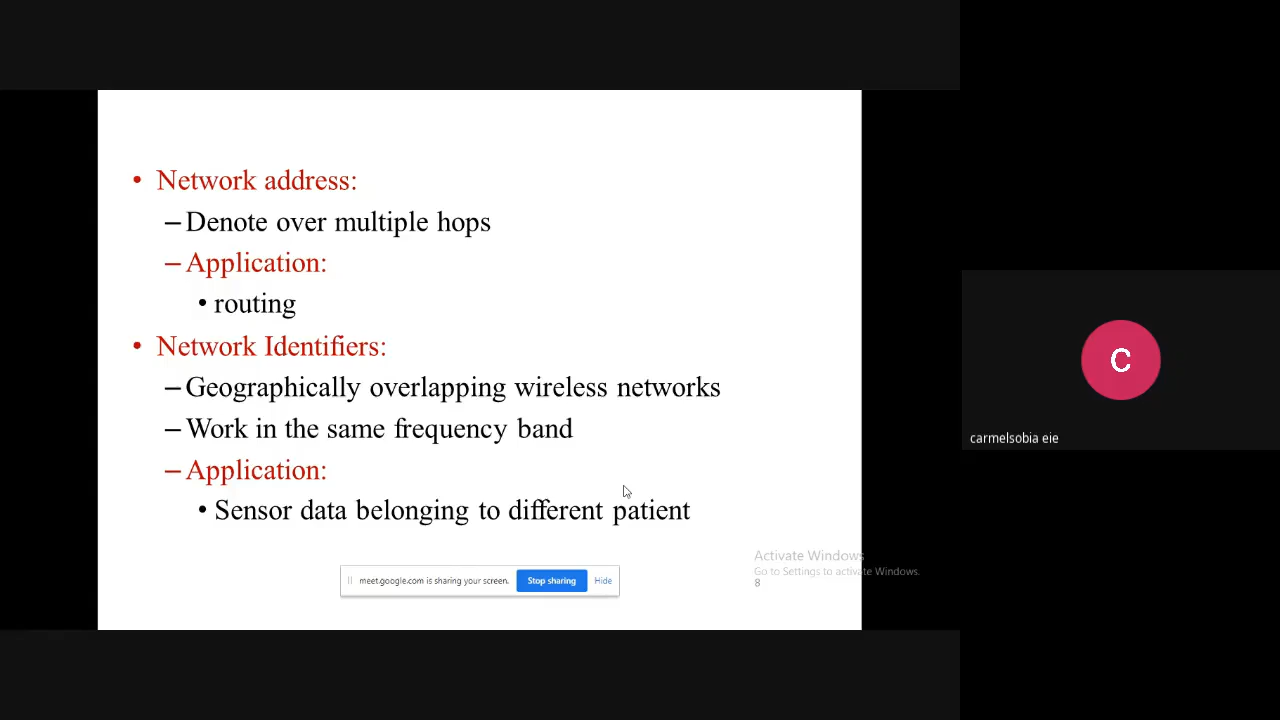 • Network address:
– Denote over multiple hops
– Application:
• routing
• Network Identifiers:
– Geographically overlapping wireless networks
– Work in the same frequency band
– Application:
• Sensor data belonging to different patient
meet.google.com is sharing your screen. Stop sharing Hide
Activate Windows
Go to Settings to activate Windows.
8
C
carmelsobia eie